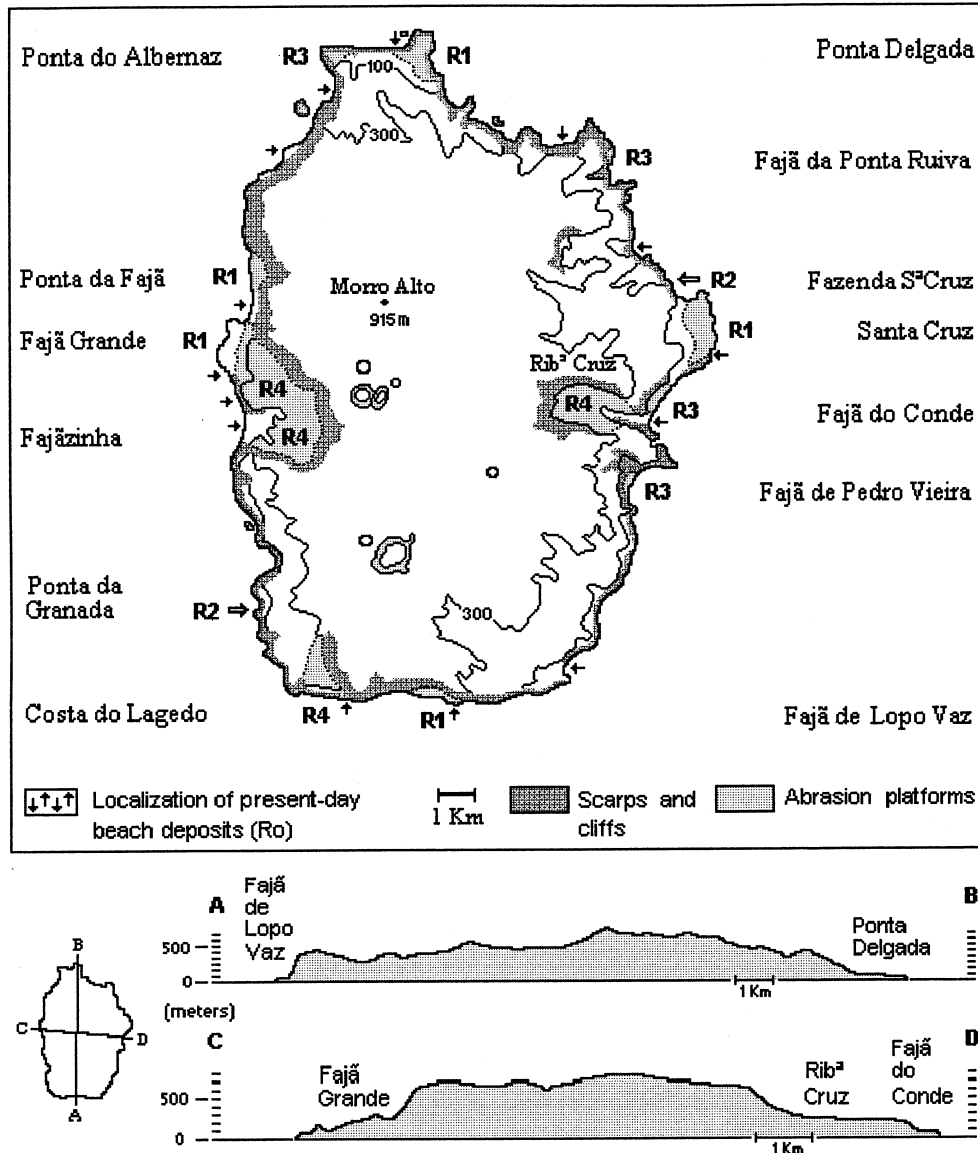 Ponta do Albernaz
R3
R1
Ponta Delgada
100
300
R3
Fajã da Ponta Ruiva
Ponta da Fajã
R1
Morro Alto
915m
R2
Fazenda SªCruz
Fajã Grande
R1
R1
Santa Cruz
Ribª Cruz
R4
R4
R3
Fajã do Conde
Fajãzinha
R4
R3
Fajã de Pedro Vieira
Ponta da
Granada
R2
300
Costa do Lagedo
R4
R1
Fajã de Lopo Vaz
Localization of present-day
beach deposits (Ro)
1 Km
Scarps and
cliffs
Abrasion platforms
A
Fajã
de
Lopo
Vaz
B
Ponta
Delgada
500
0
1 Km
(meters)
B
C
D
A
C
D
Fajã
Grande
Ribª
Cruz
Fajã
do
Conde
500
0
1 Km